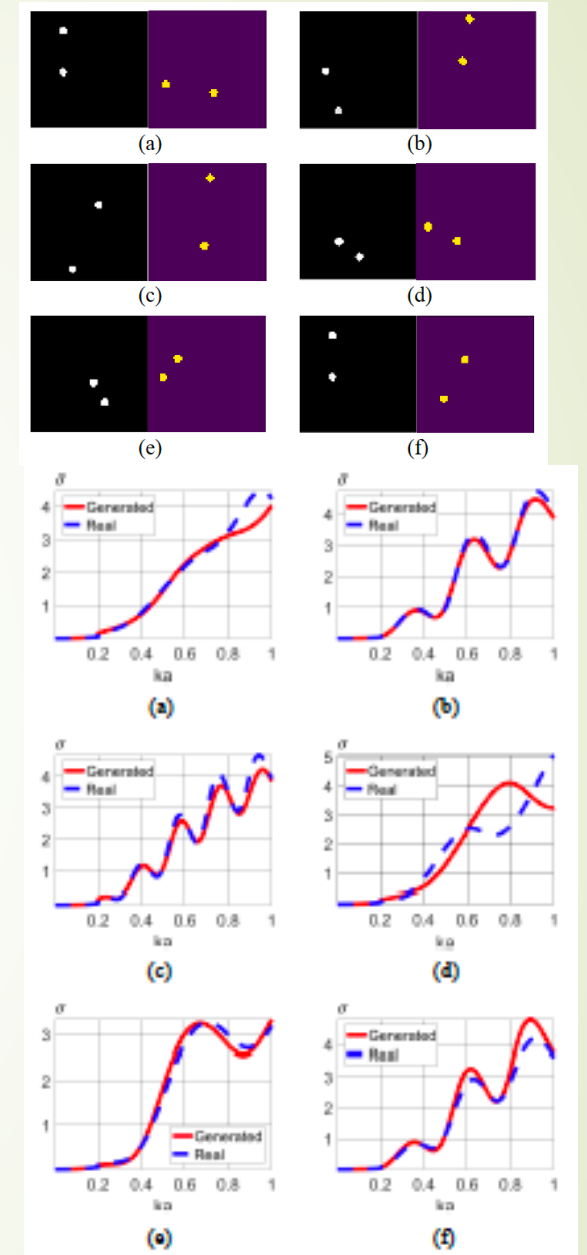 (a)
(b)
(c)
(d)
(e)
(f)
σ
4
3
2
1
Generated
Real
0.2 0.4 0.6 0.8 1
ka
(a)
σ
4
3
2
1
Generated
Real
0.2 0.4 0.6 0.8 1
ka
(b)
σ
4
3
2
1
Generated
Real
0.2 0.4 0.6 0.8 1
ka
(c)
σ
5
4
3
2
1
Generated
Real
0.2 0.4 0.6 0.8 1
ka
(d)
σ
3
2
1
Generated
Real
0.2 0.4 0.6 0.8 1
ka
(e)
σ
4
3
2
1
Generated
Real
0.2 0.4 0.6 0.8 1
ka
(f)